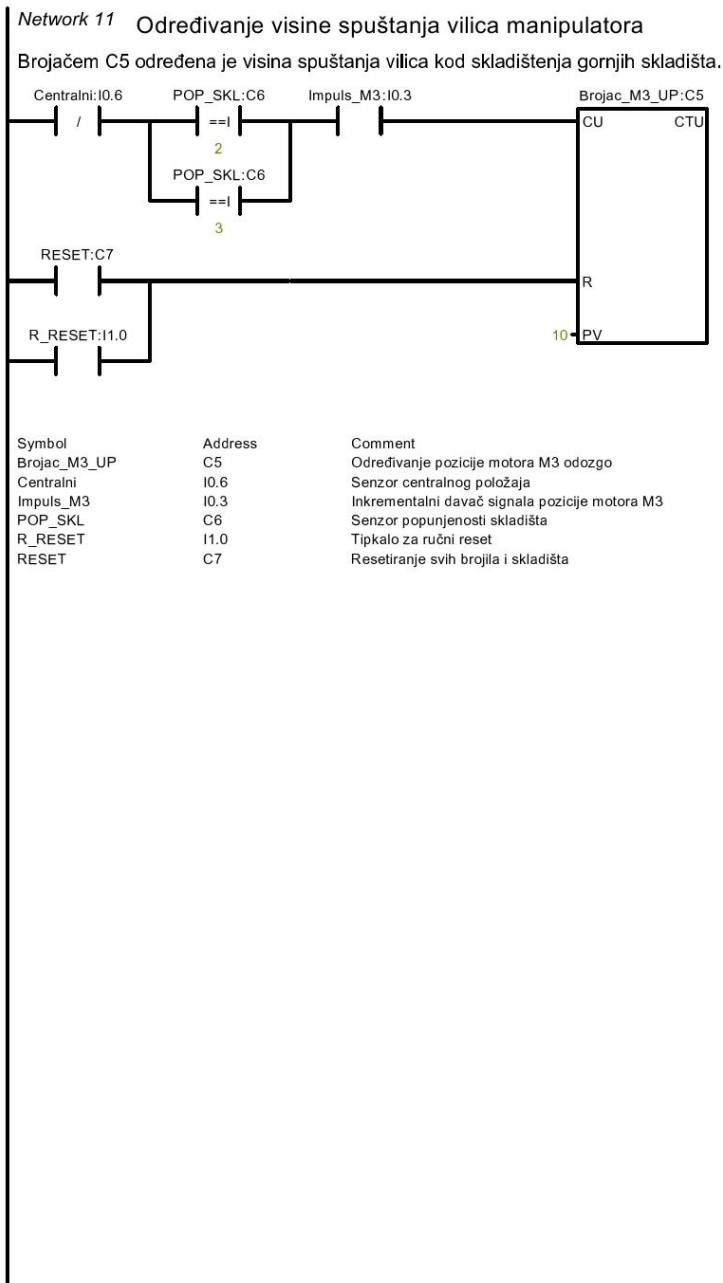 Network 11 Određivanje visine spuštanja vilica manipulatora
Brojačem C5 određena je visina spuštanja vilica kod skladištenja gornjih skladišta.
Centralni:I0.6 POP_SKL:C6 Impuls_M3:I0.3 Brojac_M3_UP:C5
/ ==I CU CTU
2
POP_SKL:C6
==I
3
RESET:C7
R
R_RESET:I1.0
10 PV
Symbol Address Comment
Brojac_M3_UP C5 Određivanje pozicije motora M3 odozgo
Centralni I0.6 Senzor centralnog položaja
Impuls_M3 I0.3 Inkrementalni davač signala pozicije motora M3
POP_SKL C6 Senzor popunjenosti skladišta
R_RESET I1.0 Tipkalo za ručni reset
RESET C7 Resetiranje svih brojila i skladišta